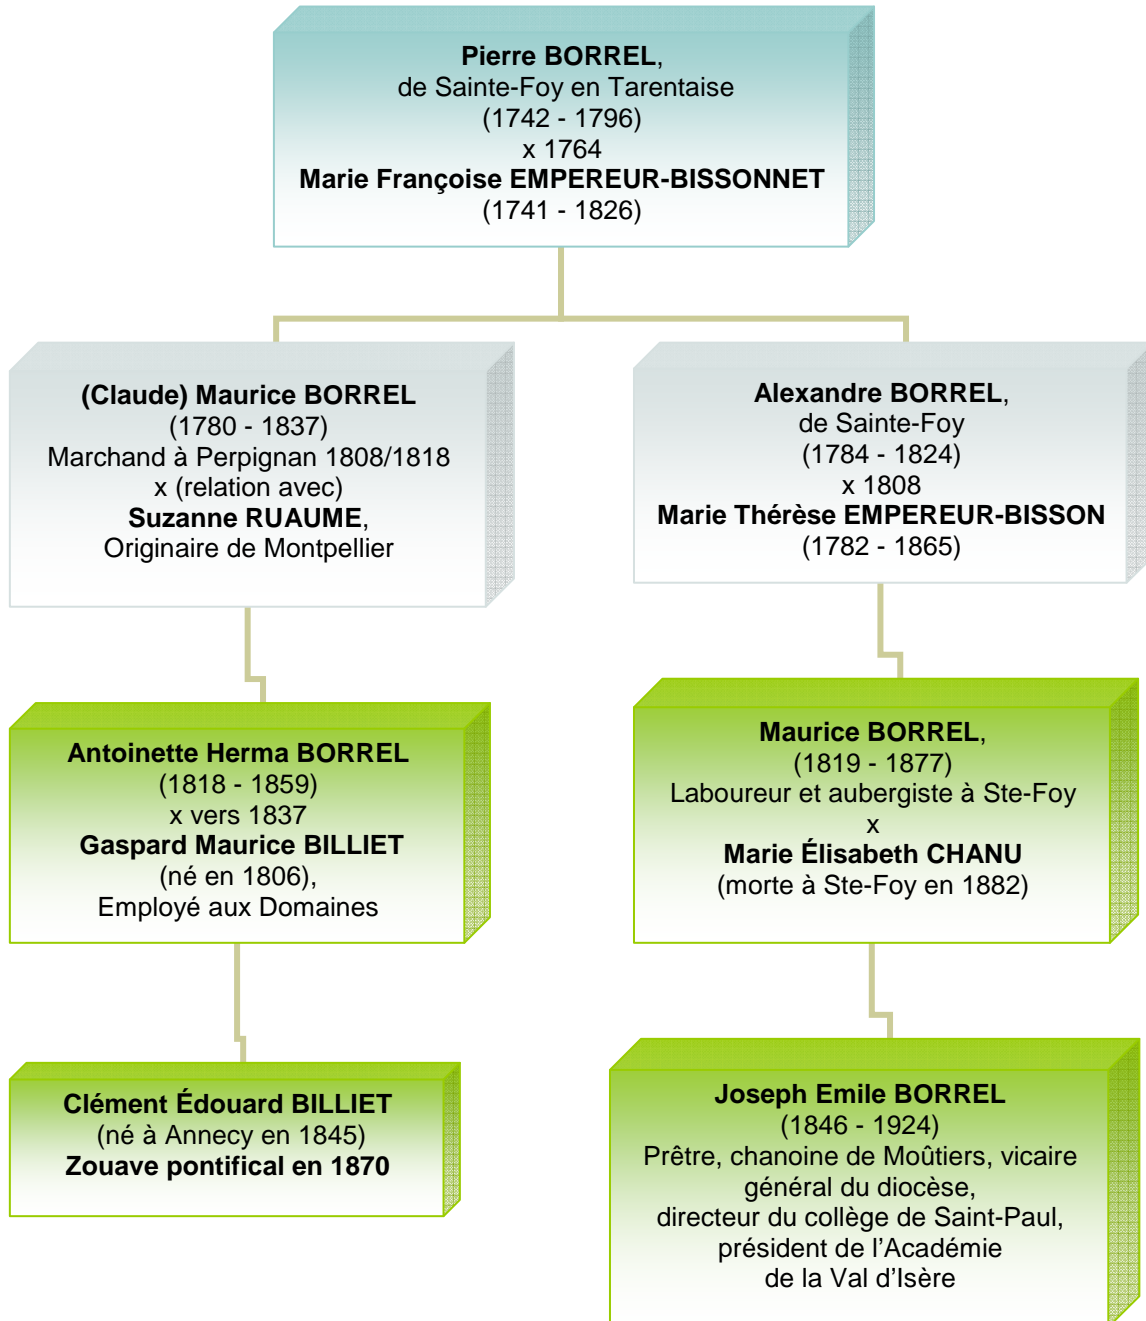 Pierre BORREL,
de Sainte-Foy en Tarentaise
(1742 - 1796)
x 1764
Marie Françoise EMPEREUR-BISSONNET
(1741 - 1826)
(Claude) Maurice BORREL
(1780 - 1837)
Marchand à Perpignan 1808/1818
x (relation avec)
Suzanne RUAUME,
Originaire de Montpellier
Alexandre BORREL,
de Sainte-Foy
(1784 - 1824)
x 1808
Marie Thérèse EMPEREUR-BISSON
(1782 - 1865)
Antoinette Herma BORREL
(1818 - 1859)
x vers 1837
Gaspard Maurice BILLIET
(né en 1806),
Employé aux Domaines
Maurice BORREL,
(1819 - 1877)
Laboureur et aubergiste à Ste-Foy
x
Marie Élisabeth CHANU
(morte à Ste-Foy en 1882)
Clément Édouard BILLIET
(né à Annecy en 1845)
Zouave pontifical en 1870
Joseph Emile BORREL
(1846 - 1924)
Prêtre, chanoine de Moûtiers, vicaire
général du diocèse,
directeur du collège de Saint-Paul,
président de l'Académie
de la Val d'Isère